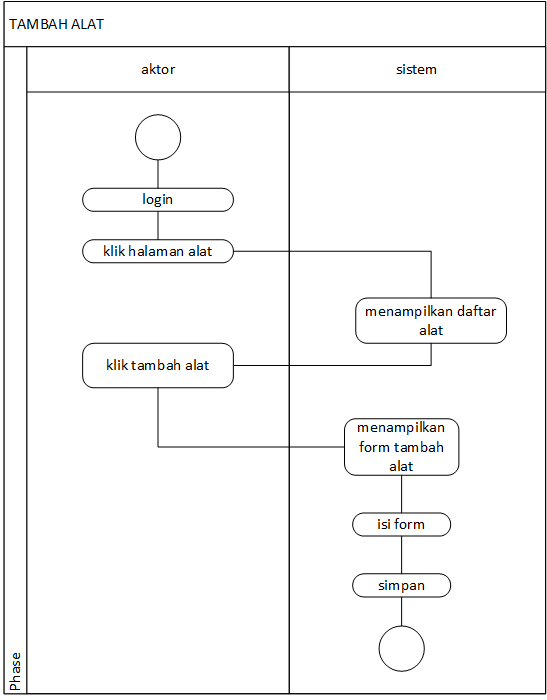 TAMBAH ALAT
aktor
sistem
login
klik halaman alat
menampilkan daftar
alat
klik tambah alat
menampilkan
form tambah
alat
isi form
simpan
Phase